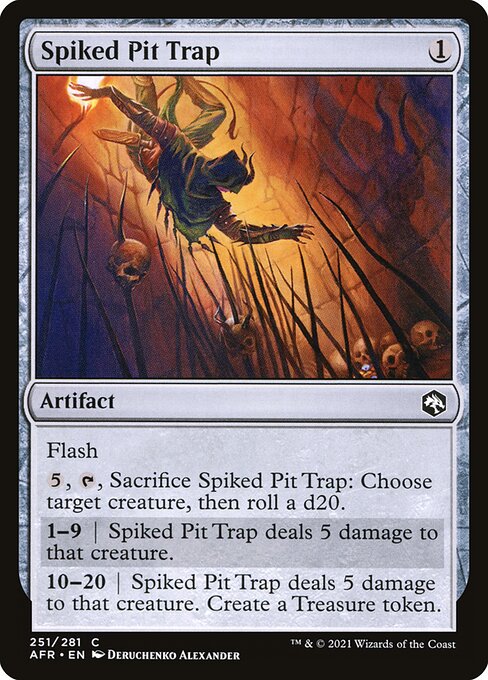 Spiked Pit Trap 1
Artifact
Flash
5, , Sacrifice Spiked Pit Trap: Choose
target creature, then roll a d20.
1–9 | Spiked Pit Trap deals 5 damage to
that creature.
10–20 | Spiked Pit Trap deals 5 damage
to that creature. Create a Treasure token.
251/281 C
AFR • EN Deruchenko Alexander
™ & © 2021 Wizards of the Coast